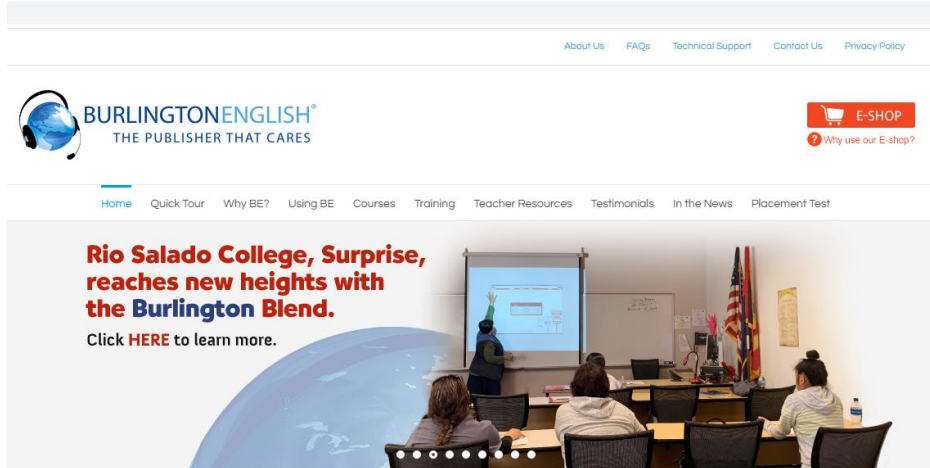 About Us FAQs Technical Support Contact Us Privacy Policy
BURLINGTONENGLISH®
THE PUBLISHER THAT CARES
E-SHOP
? Why use our E-shop?
Home Quick Tour Why BE? Using BE Courses Training Teacher Resources Testimonials In the News Placement Test
Rio Salado College, Surprise,
reaches new heights with
the Burlington Blend.
Click HERE to learn more.